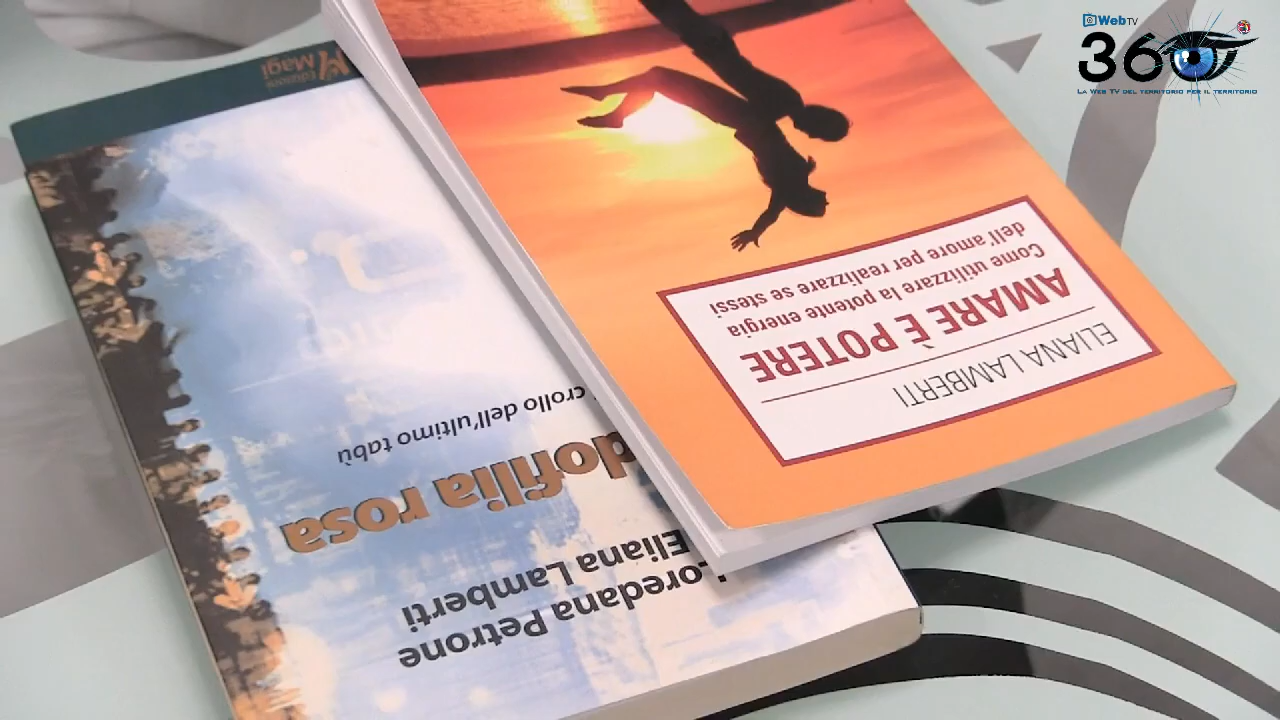 WebTV
360
LA WEB TV DEL TERRITORIO PER IL TERRITORIO
ELIANA LAMBERTI
AMARE È POTERE
Come utilizzare la potente energia
dell'amore per realizzare se stessi
Loredana Petrone
Eliana Lamberti
dofilia rosa
crollo dell'ultimo tabù
Edizioni
Magi